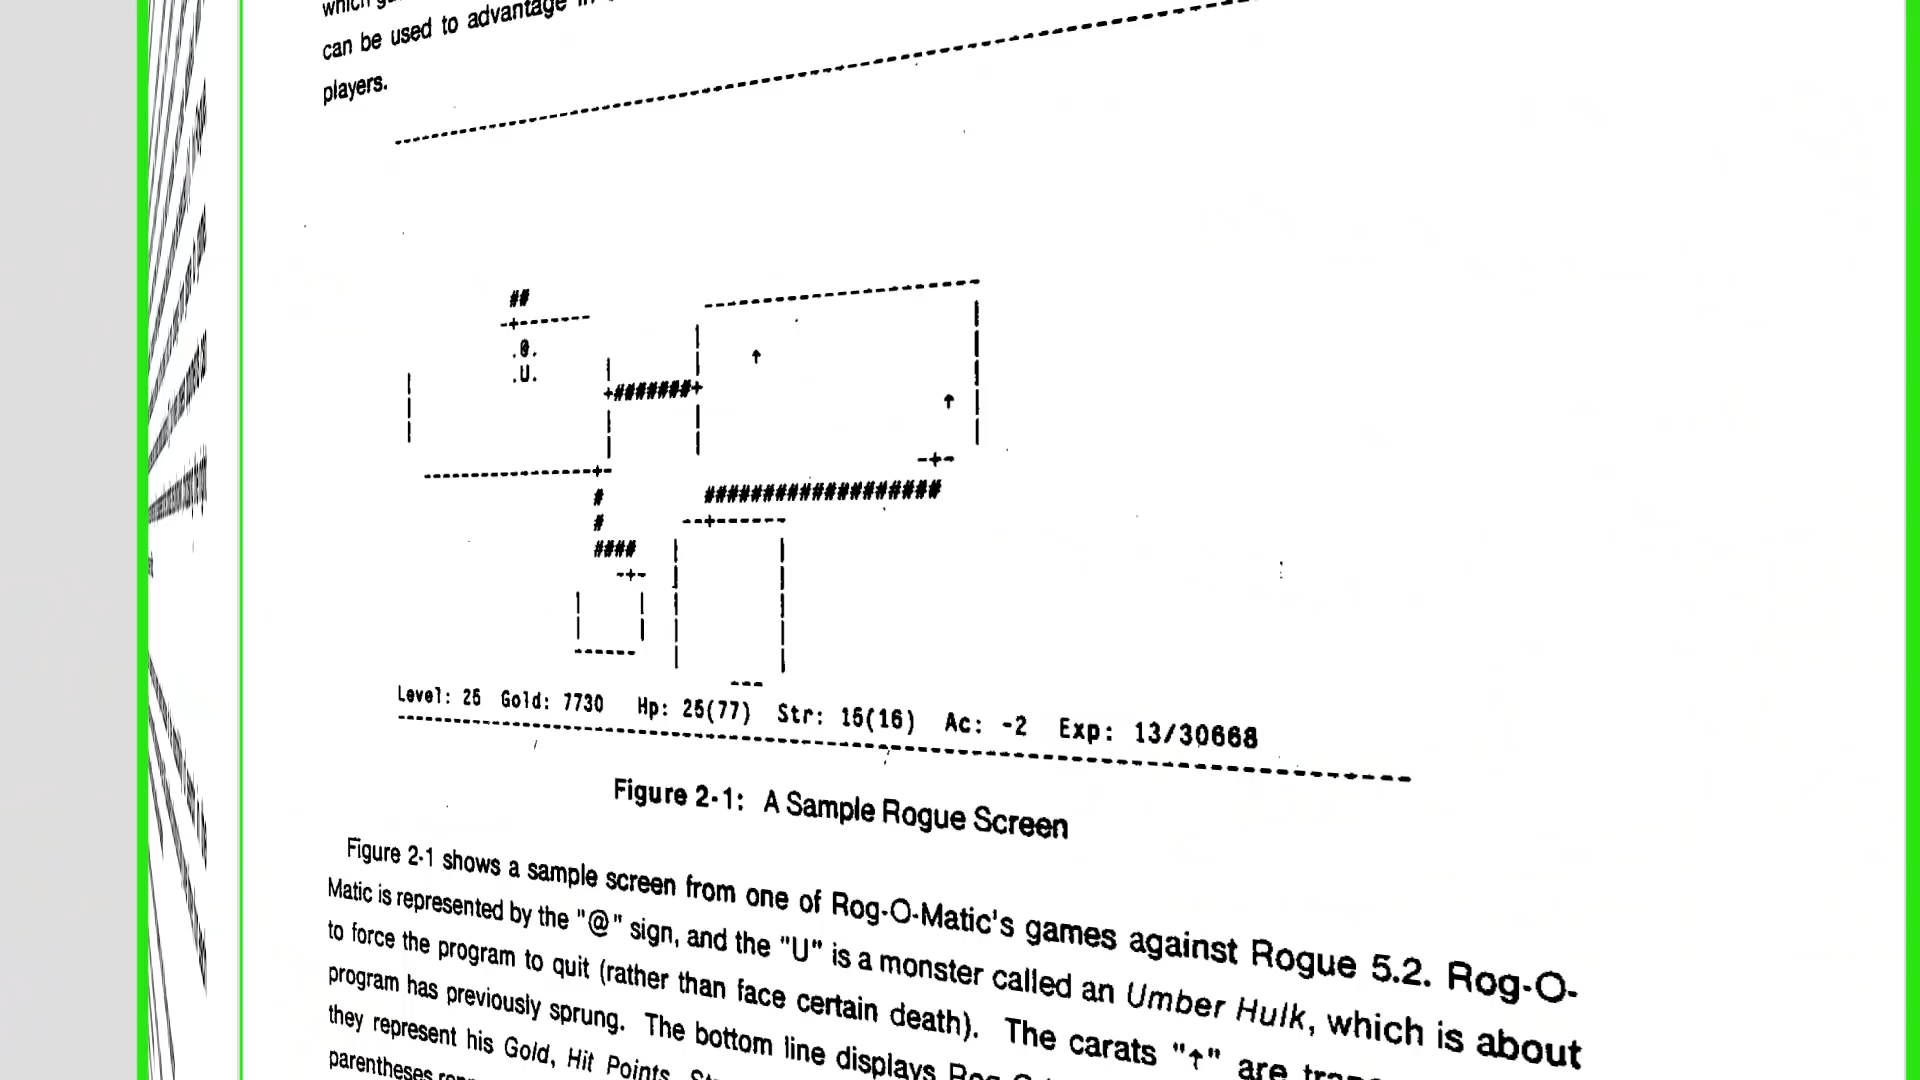 can be used to advantage in
players.
##
-+-------
.@.
.U.
+#######+
↑
↑
-+-
--------------+-
#
#
####
-+-
###################
--+-------
Level: 25 Gold: 7730 Hp: 25(77) Str: 15(16) Ac: -2 Exp: 13/30668
Figure 2-1: A Sample Rogue Screen
Figure 2-1 shows a sample screen from one of Rog-O-Matic's games against Rogue 5.2. Rog-O-
Matic is represented by the "@" sign, and the "U" is a monster called an Umber Hulk, which is about
to force the program to quit (rather than face certain death). The carats "↑" are
program has previously sprung. The bottom line displays
they represent his Gold, Hit Points,
parentheses